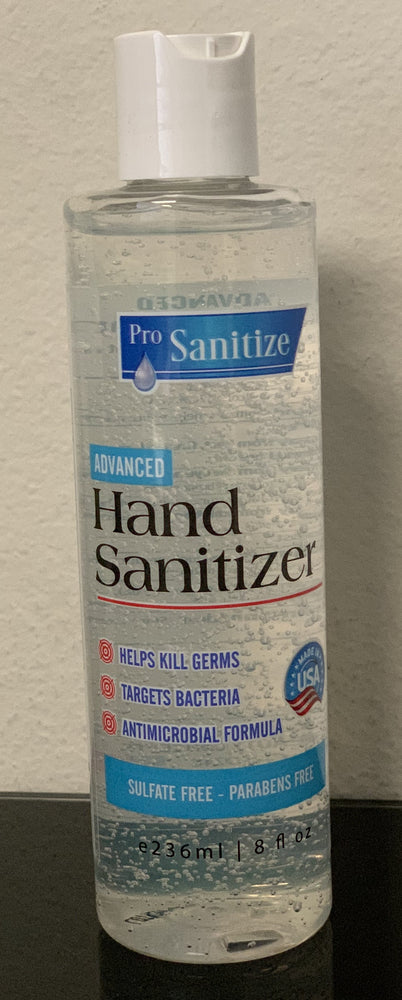 ADVANCED
Pro Sanitize
ADVANCED
Hand
Sanitizer
HELPS KILL GERMS
TARGETS BACTERIA
ANTIMICROBIAL FORMULA
MADE IN
USA
SULFATE FREE - PARABENS FREE
e236ml | 8 fl oz